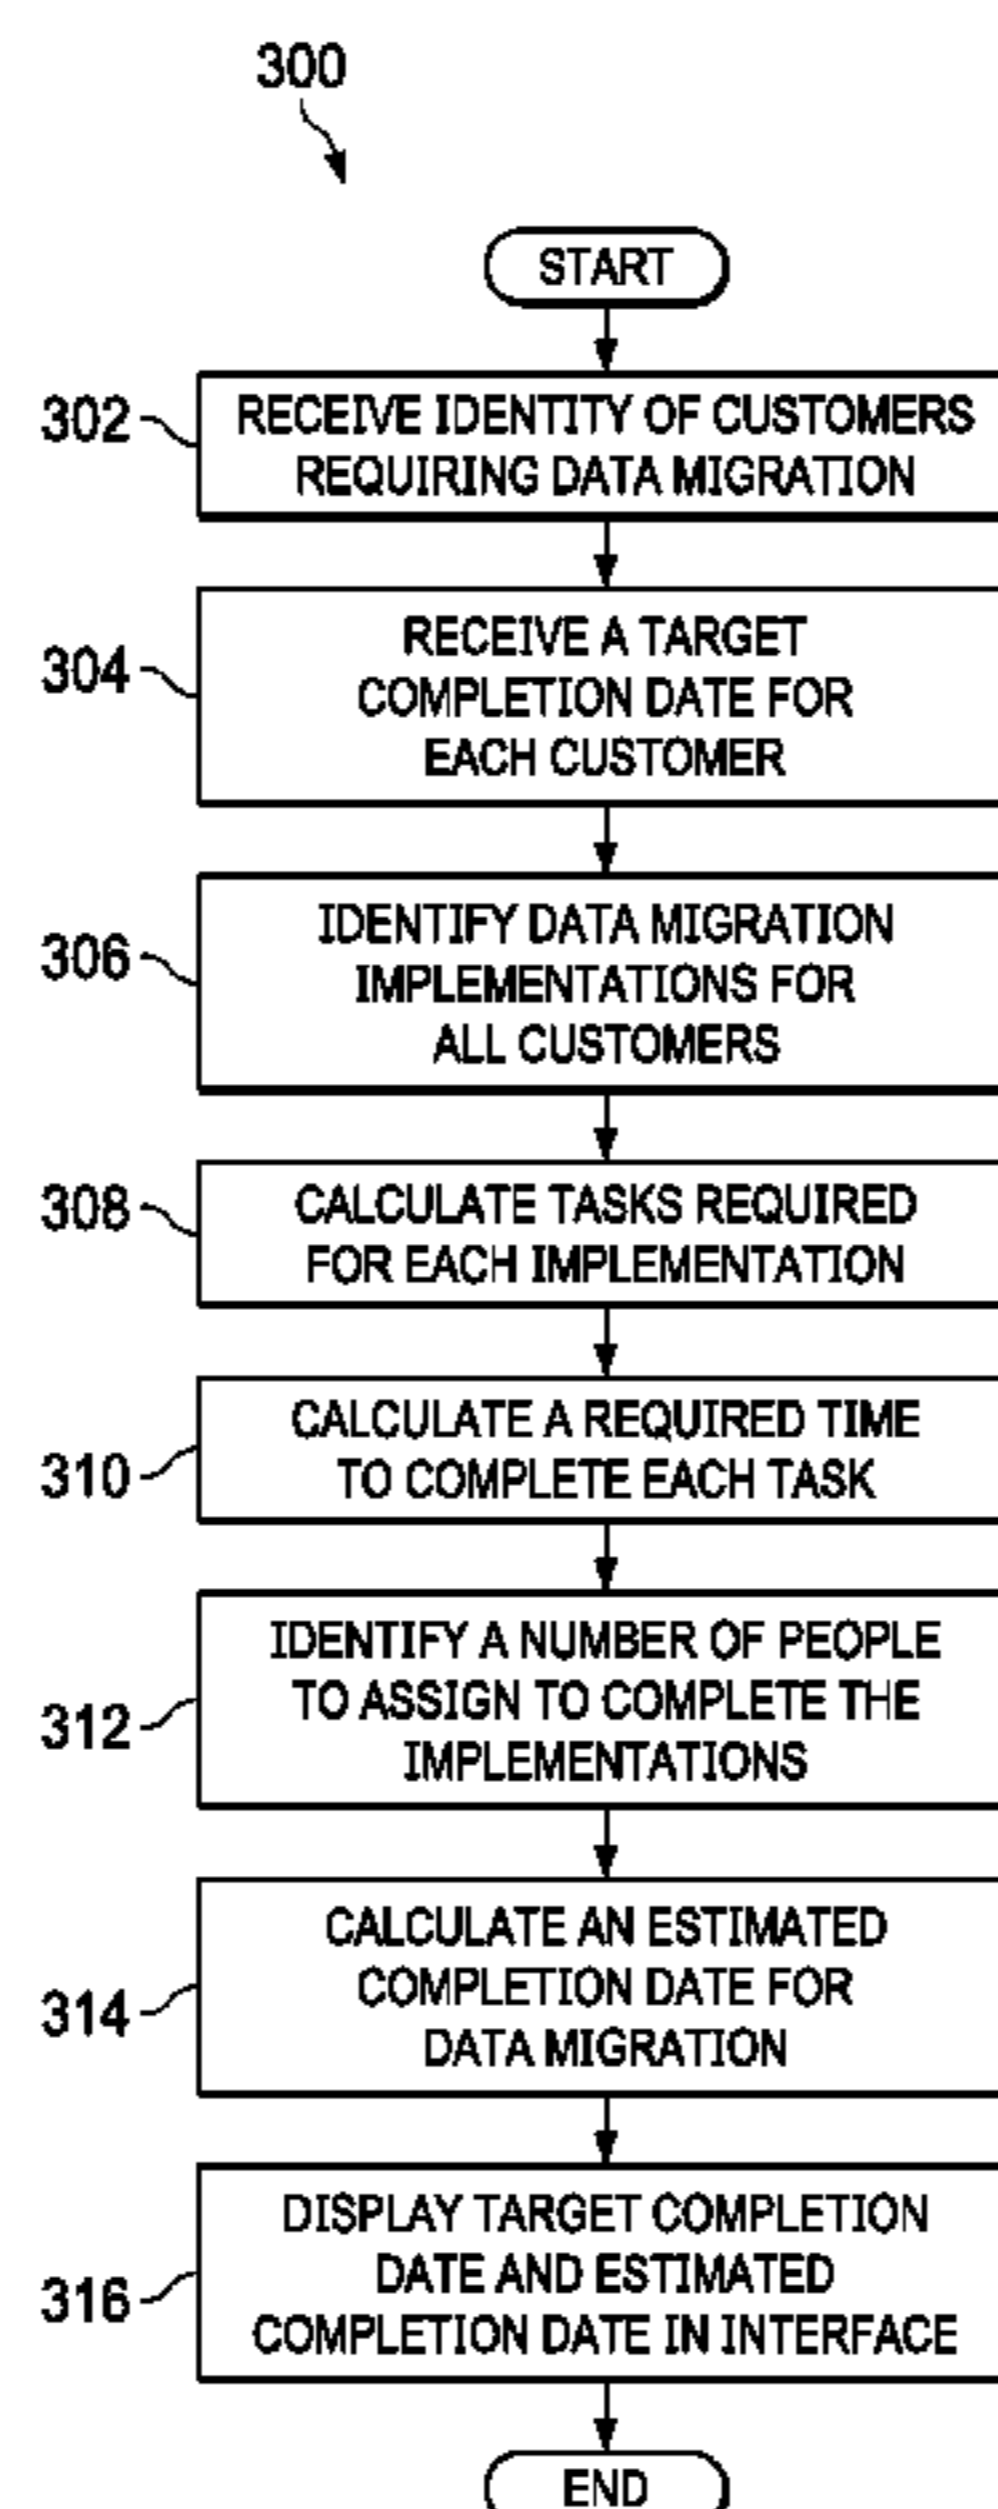 300
START
302
RECEIVE IDENTITY OF CUSTOMERS
REQUIRING DATA MIGRATION
304
RECEIVE A TARGET
COMPLETION DATE FOR
EACH CUSTOMER
306
IDENTIFY DATA MIGRATION
IMPLEMENTATIONS FOR
ALL CUSTOMERS
308
CALCULATE TASKS REQUIRED
FOR EACH IMPLEMENTATION
310
CALCULATE A REQUIRED TIME
TO COMPLETE EACH TASK
312
IDENTIFY A NUMBER OF PEOPLE
TO ASSIGN TO COMPLETE THE
IMPLEMENTATIONS
314
CALCULATE AN ESTIMATED
COMPLETION DATE FOR
DATA MIGRATION
316
DISPLAY TARGET COMPLETION
DATE AND ESTIMATED
COMPLETION DATE IN INTERFACE
END